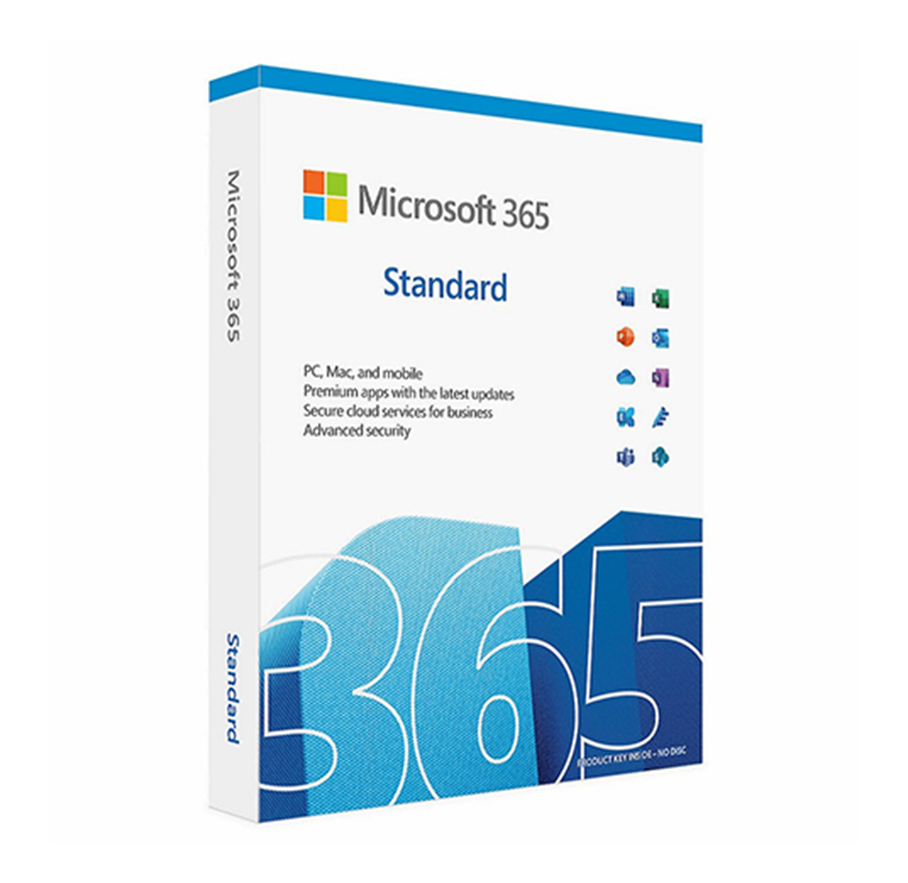 Microsoft 365
Standard
PC, Mac, and mobile
Premium apps with the latest updates
Secure cloud services for business
Advanced security
365
PRODUCT KEY INSIDE – NO DISC
Microsoft 365
Standard